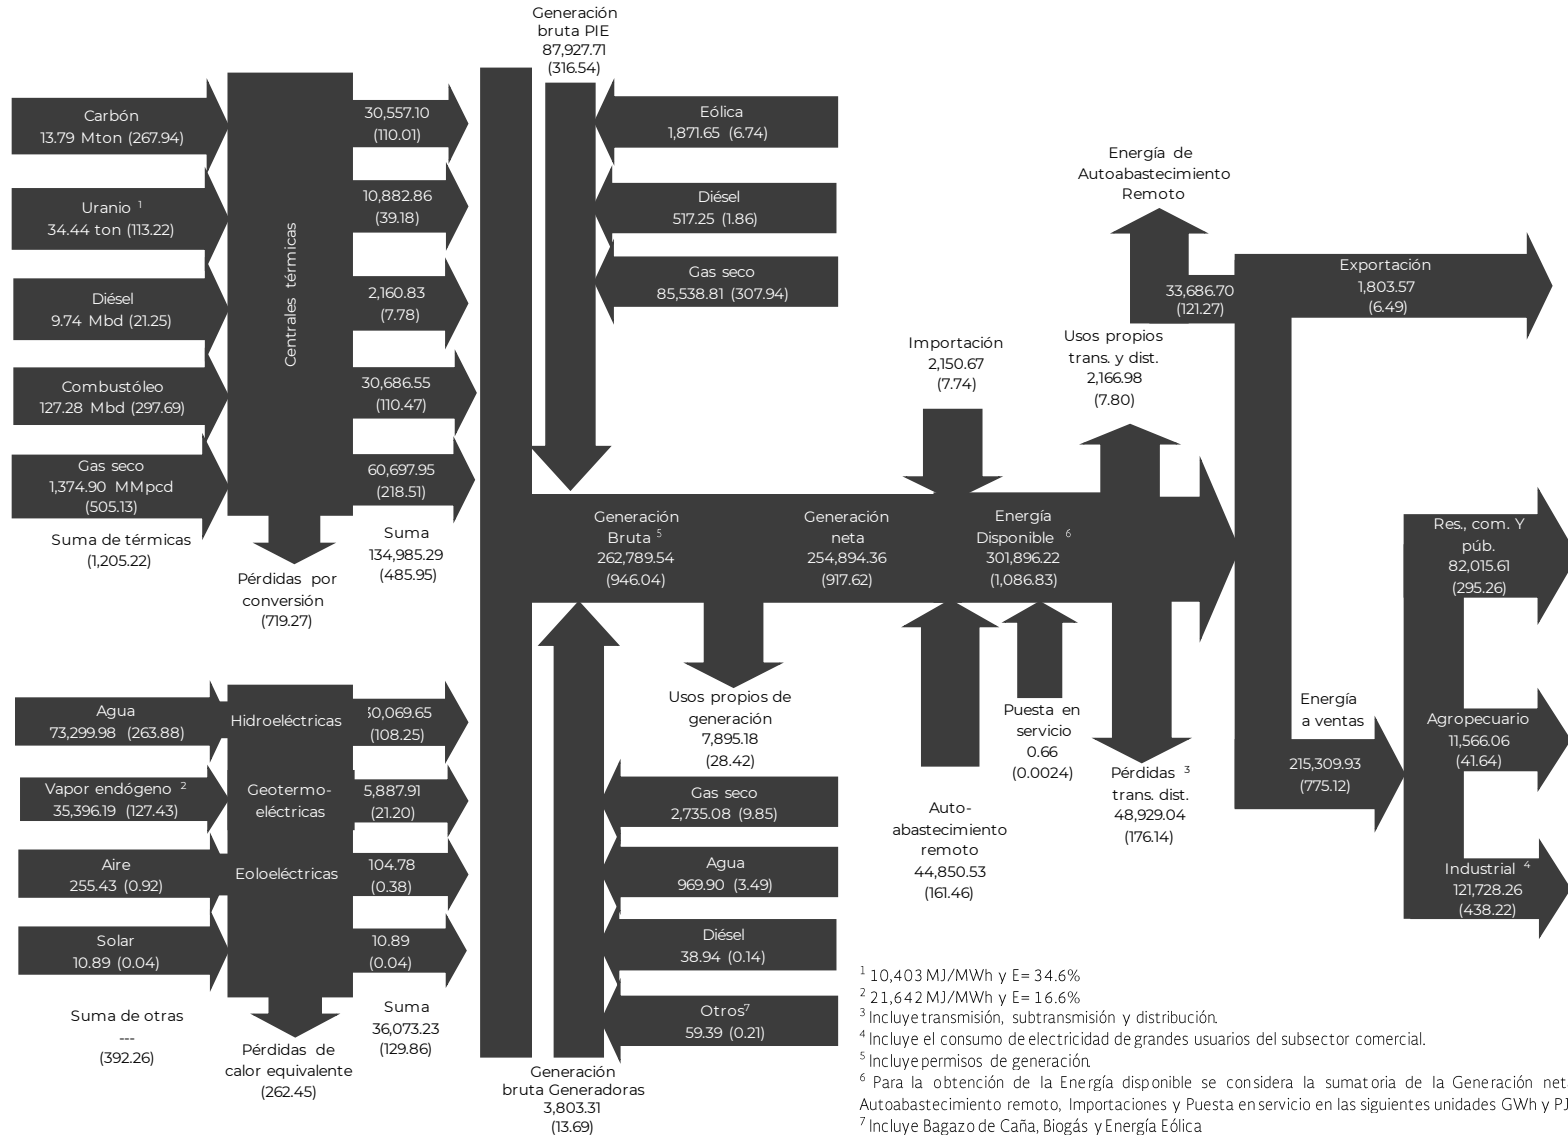 Generación
bruta PIE
87,927.71
(316.54)
Carbón
13.79 Mton (267.94)
Uranio 1
34.44 ton (113.22)
Diésel
9.74 Mbd (21.25)
Combustóleo
127.28 Mbd (297.69)
Gas seco
1,374.90 MMpcd
(505.13)
Suma de térmicas
(1,205.22)
Centrales térmicas
30,557.10
(110.01)
10,882.86
(39.18)
2,160.83
(7.78)
30,686.55
(110.47)
60,697.95
(218.51)
Suma
134,985.29
(485.95)
Pérdidas por
conversión
(719.27)
Eólica
1,871.65 (6.74)
Diésel
517.25 (1.86)
Gas seco
85,538.81 (307.94)
Energía de
Autoabastecimiento
Remoto
33,686.70
(121.27)
Exportación
1,803.57
(6.49)
Importación
2,150.67
(7.74)
Usos propios
trans. y dist.
2,166.98
(7.80)
Generación
Bruta 5
262,789.54
(946.04)
Generación
neta
254,894.36
(917.62)
Energía
Disponible 6
301,896.22
(1,086.83)
Res., com. Y
púb.
82,015.61
(295.26)
Agua
73,299.98 (263.88)
Vapor endógeno 2
35,396.19 (127.43)
Aire
255.43 (0.92)
Solar
10.89 (0.04)
Suma de otras
---
(392.26)
Hidroeléctricas
Geotermo-
eléctricas
Eoloeléctricas
30,069.65
(108.25)
5,887.91
(21.20)
104.78
(0.38)
10.89
(0.04)
Suma
36,073.23
(129.86)
Pérdidas de
calor equivalente
(262.45)
Usos propios de
generación
7,895.18
(28.42)
Gas seco
2,735.08 (9.85)
Agua
969.90 (3.49)
Diésel
38.94 (0.14)
Otros7
59.39 (0.21)
Generación
bruta Generadoras
3,803.31
(13.69)
Auto-
abastecimiento
remoto
44,850.53
(161.46)
Puesta en
servicio
0.66
(0.0024)
Pérdidas 3
trans. dist.
48,929.04
(176.14)
Energía
a ventas
215,309.93
(775.12)
Agropecuario
11,566.06
(41.64)
Industrial 4
121,728.26
(438.22)
1 10,403 MJ/MWh y E= 34.6%
2 21,642 MJ/MWh y E= 16.6%
3 Incluye transmisión, subtransmisión y distribución.
4 Incluye el consumo de electricidad de grandes usuarios del subsector comercial.
5 Incluye permisos de generación.
6 Para la obtención de la Energía disponible se considera la sumatoria de la Generación net
Autoabastecimiento remoto, Importaciones y Puesta en servicio en las siguientes unidades GWh y PJ
7 Incluye Bagazo de Caña, Biogás y Energía Eólica